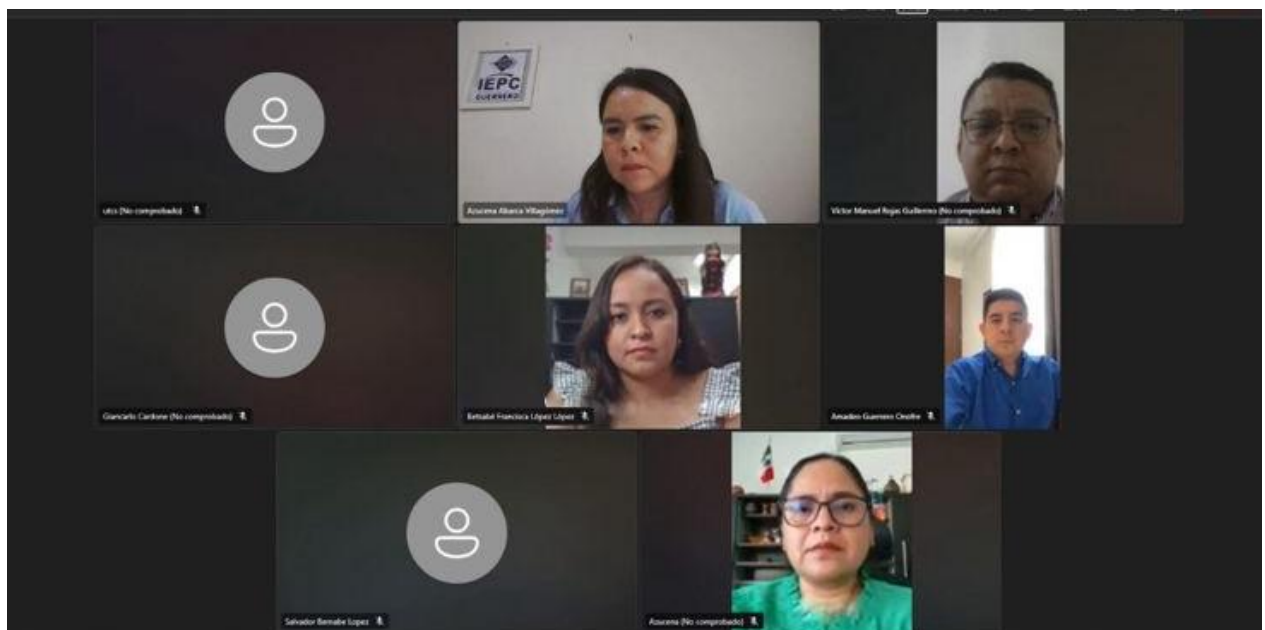 IEPC
GUERRERO
utcs (No comprobado)
Azucena Abarca Villagómez
Victor Manuel Rojas Guillermo (No comprobado)
Giancarlo Cardone (No comprobado)
Betsabé Francisca López López
Amadeo Guerrero Onofre
Salvador Bernabe Lopez
Azucena (No comprobado)